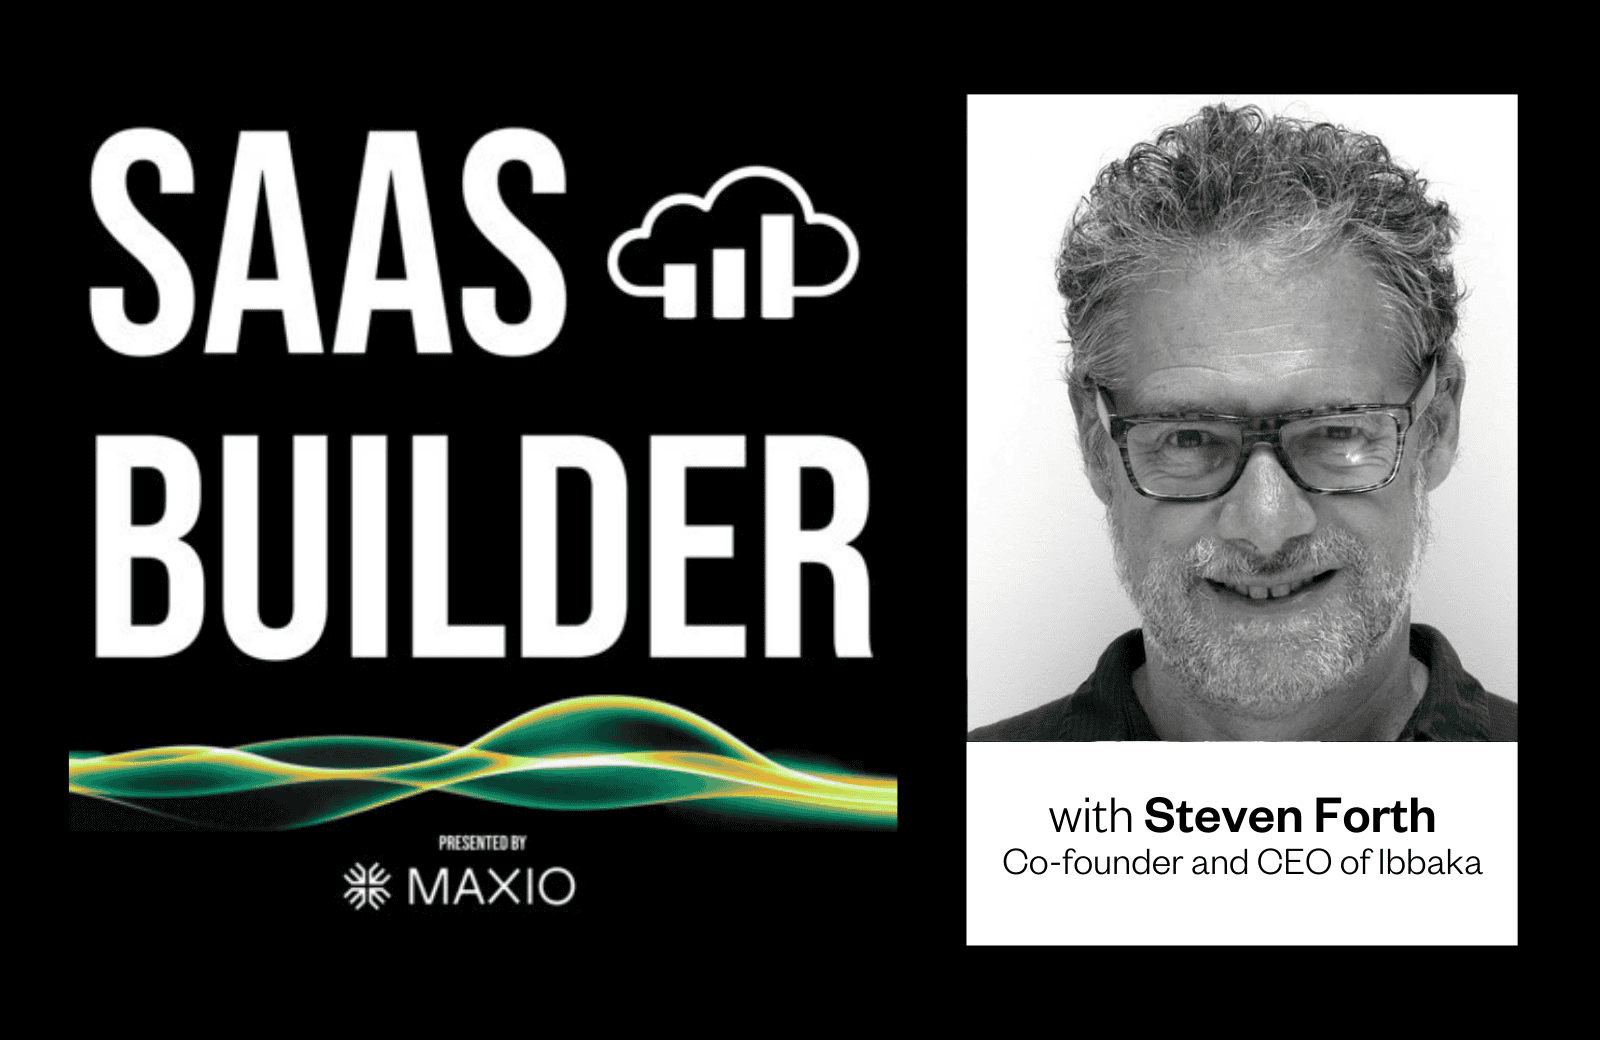 SAAS
BUILDER
PRESENTED BY
MAXIO
with Steven Forth
Co-founder and CEO of Ibbaka